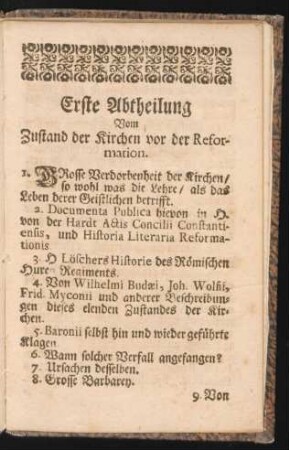 Erste Abtheilung
Vom
Zustand der Kirchen vor der Refor-
mation.
1. GRosse Verdorbenheit der Kirchen/
so wohl was die Lehre/ als das
Leben derer Geistlichen betrifft.
2. Documenta Publica hievon in H.
von der Hardt Actis Concilii Constanti-
ensis, und Historia Literaria Reforma-
tionis
3. H Löschers Historie des Römischen
Huren Regiments.
4. Von Wilhelmi Budæi, Joh. Wolfii,
Frid. Myconii und anderer Beschreibun-
gen dieses elenden Zustandes der Kir-
chen.
5. Baronii selbst hin und wieder geführte
Klagen
6. Wann solcher Verfall angefangen?
7. Ursachen desselben.
8. Grosse Barbarey.
9. Von